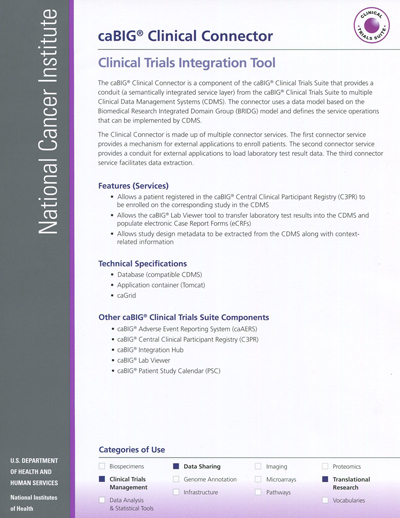 National Cancer Institute
CLINICAL
TRIALS SUITE
caBIG® Clinical Connector
Clinical Trials Integration Tool
The caBIG® Clinical Connector is a component of the caBIG® Clinical Trials Suite that provides a
conduit (a semantically integrated service layer) from the caBIG® Clinical Trials Suite to multiple
Clinical Data Management Systems (CDMS). The connector uses a data model based on the
Biomedical Research Integrated Domain Group (BRIDG) model and defines the service operations
that can be implemented by CDMS.
The Clinical Connector is made up of multiple connector services. The first connector service
provides a mechanism for external applications to enroll patients. The second connector service
provides a conduit for external applications to load laboratory test result data. The third connector
service facilitates data extraction.
Features (Services)
• Allows a patient registered in the caBIG® Central Clinical Participant Registry (C3PR) to
be enrolled on the corresponding study in the CDMS
• Allows the caBIG® Lab Viewer tool to transfer laboratory test results into the CDMS and
populate electronic Case Report Forms (eCRFs)
• Allows study design metadata to be extracted from the CDMS along with context-
related information
Technical Specifications
• Database (compatible CDMS)
• Application container (Tomcat)
• caGrid
Other caBIG® Clinical Trials Suite Components
• caBIG® Adverse Event Reporting System (caAERS)
• caBIG® Central Clinical Participant Registry (C3PR)
• caBIG® Integration Hub
• caBIG® Lab Viewer
• caBIG® Patient Study Calendar (PSC)
U.S. DEPARTMENT
OF HEALTH AND
HUMAN SERVICES
National Institutes
of Health
Categories of Use
Biospecimens
Clinical Trials
Management
Data Analysis
& Statistical Tools
Data Sharing
Genome Annotation
Infrastructure
Imaging
Microarrays
Pathways
Proteomics
Translational
Research
Vocabularies